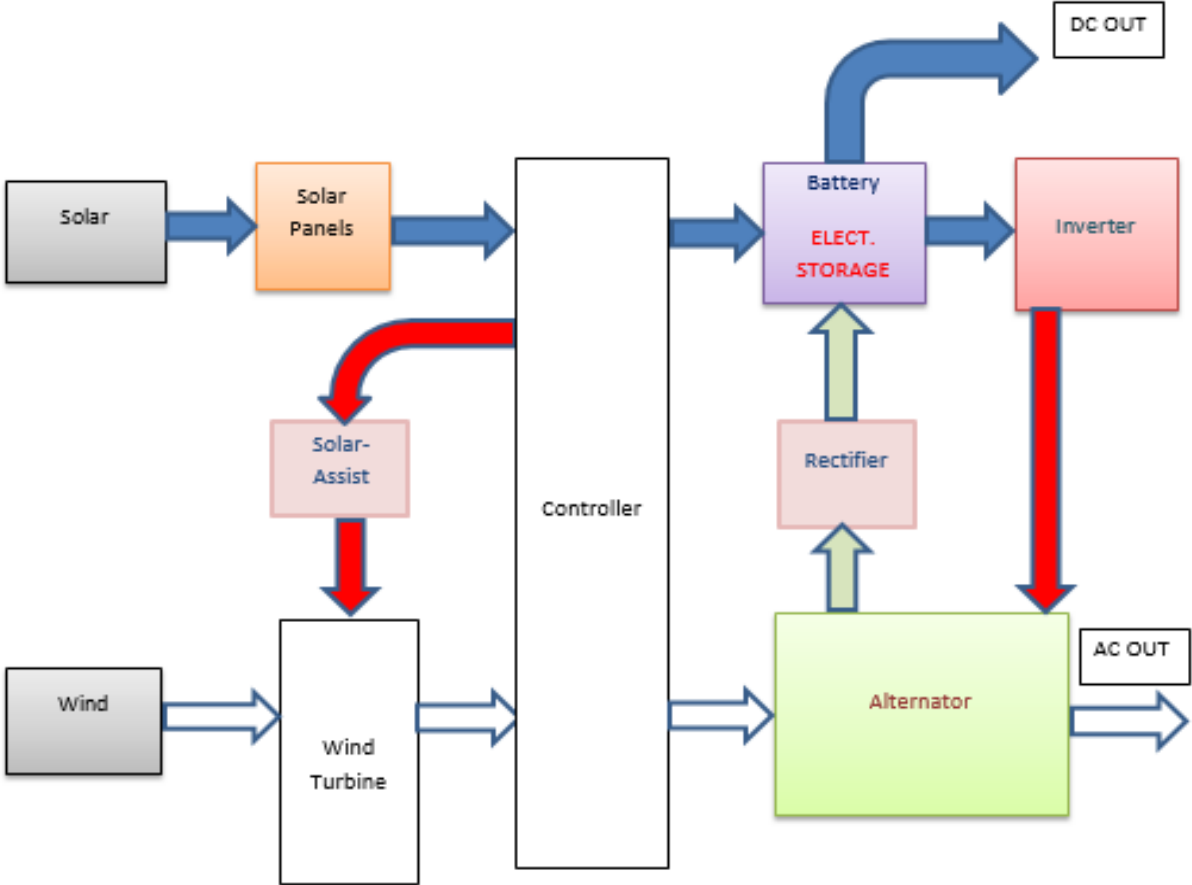 DC OUT
Solar
Solar
Panels
Battery
ELECT.
STORAGE
Inverter
Solar-
Assist
Controller
Rectifier
Wind
Wind
Turbine
Alternator
AC OUT